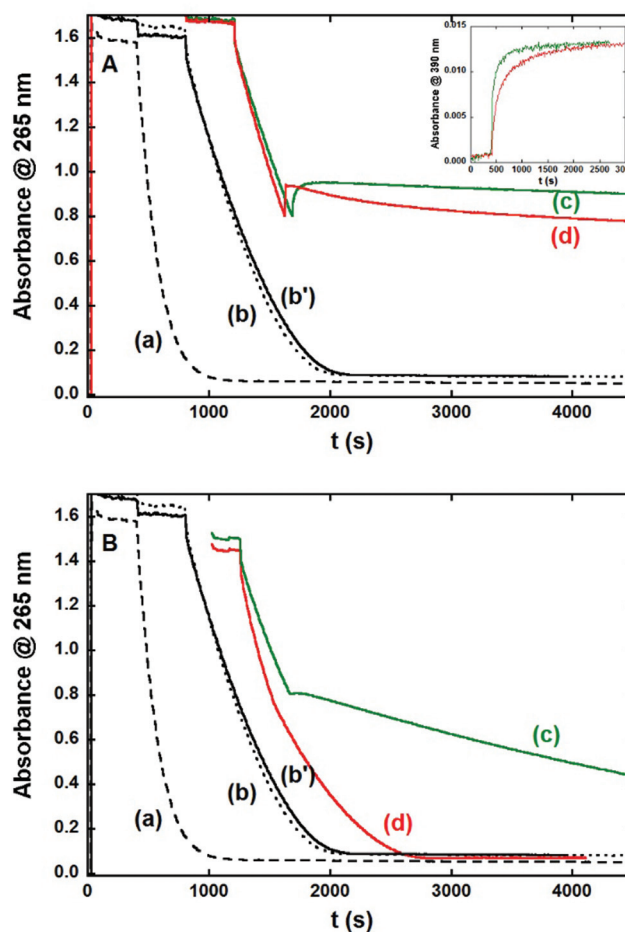 A
Absorbance @ 265 nm
1.6
1.4
1.2
1.0
0.8
0.6
0.4
0.2
0.0
(a)
(b)
(b')
(c)
(d)
0
1000
2000
3000
4000
t (s)
Absorbance @ 390 nm
0.015
0.010
0.005
0.000
0 500 1000 1500 2000 2500 3000
t (s)
B
Absorbance @ 265 nm
1.6
1.4
1.2
1.0
0.8
0.6
0.4
0.2
0.0
(a)
(b)
(b')
(c)
(d)
0
1000
2000
3000
4000
t (s)